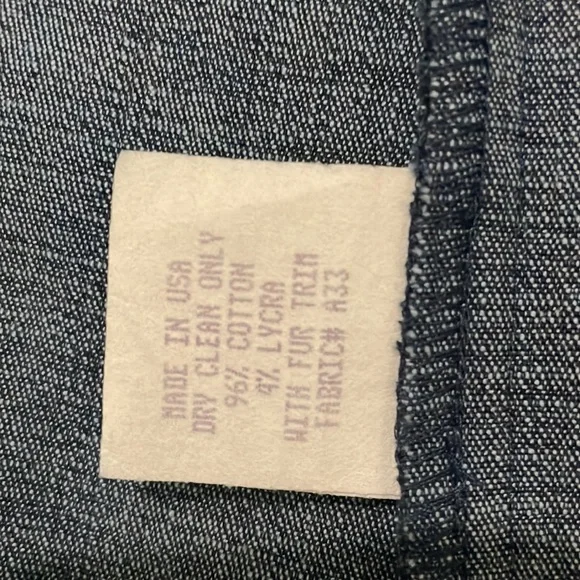 MADE IN USA
DRY CLEAN ONLY
96% COTTON
4% LYCRA
WITH FUR TRIM
FABRIC# A33